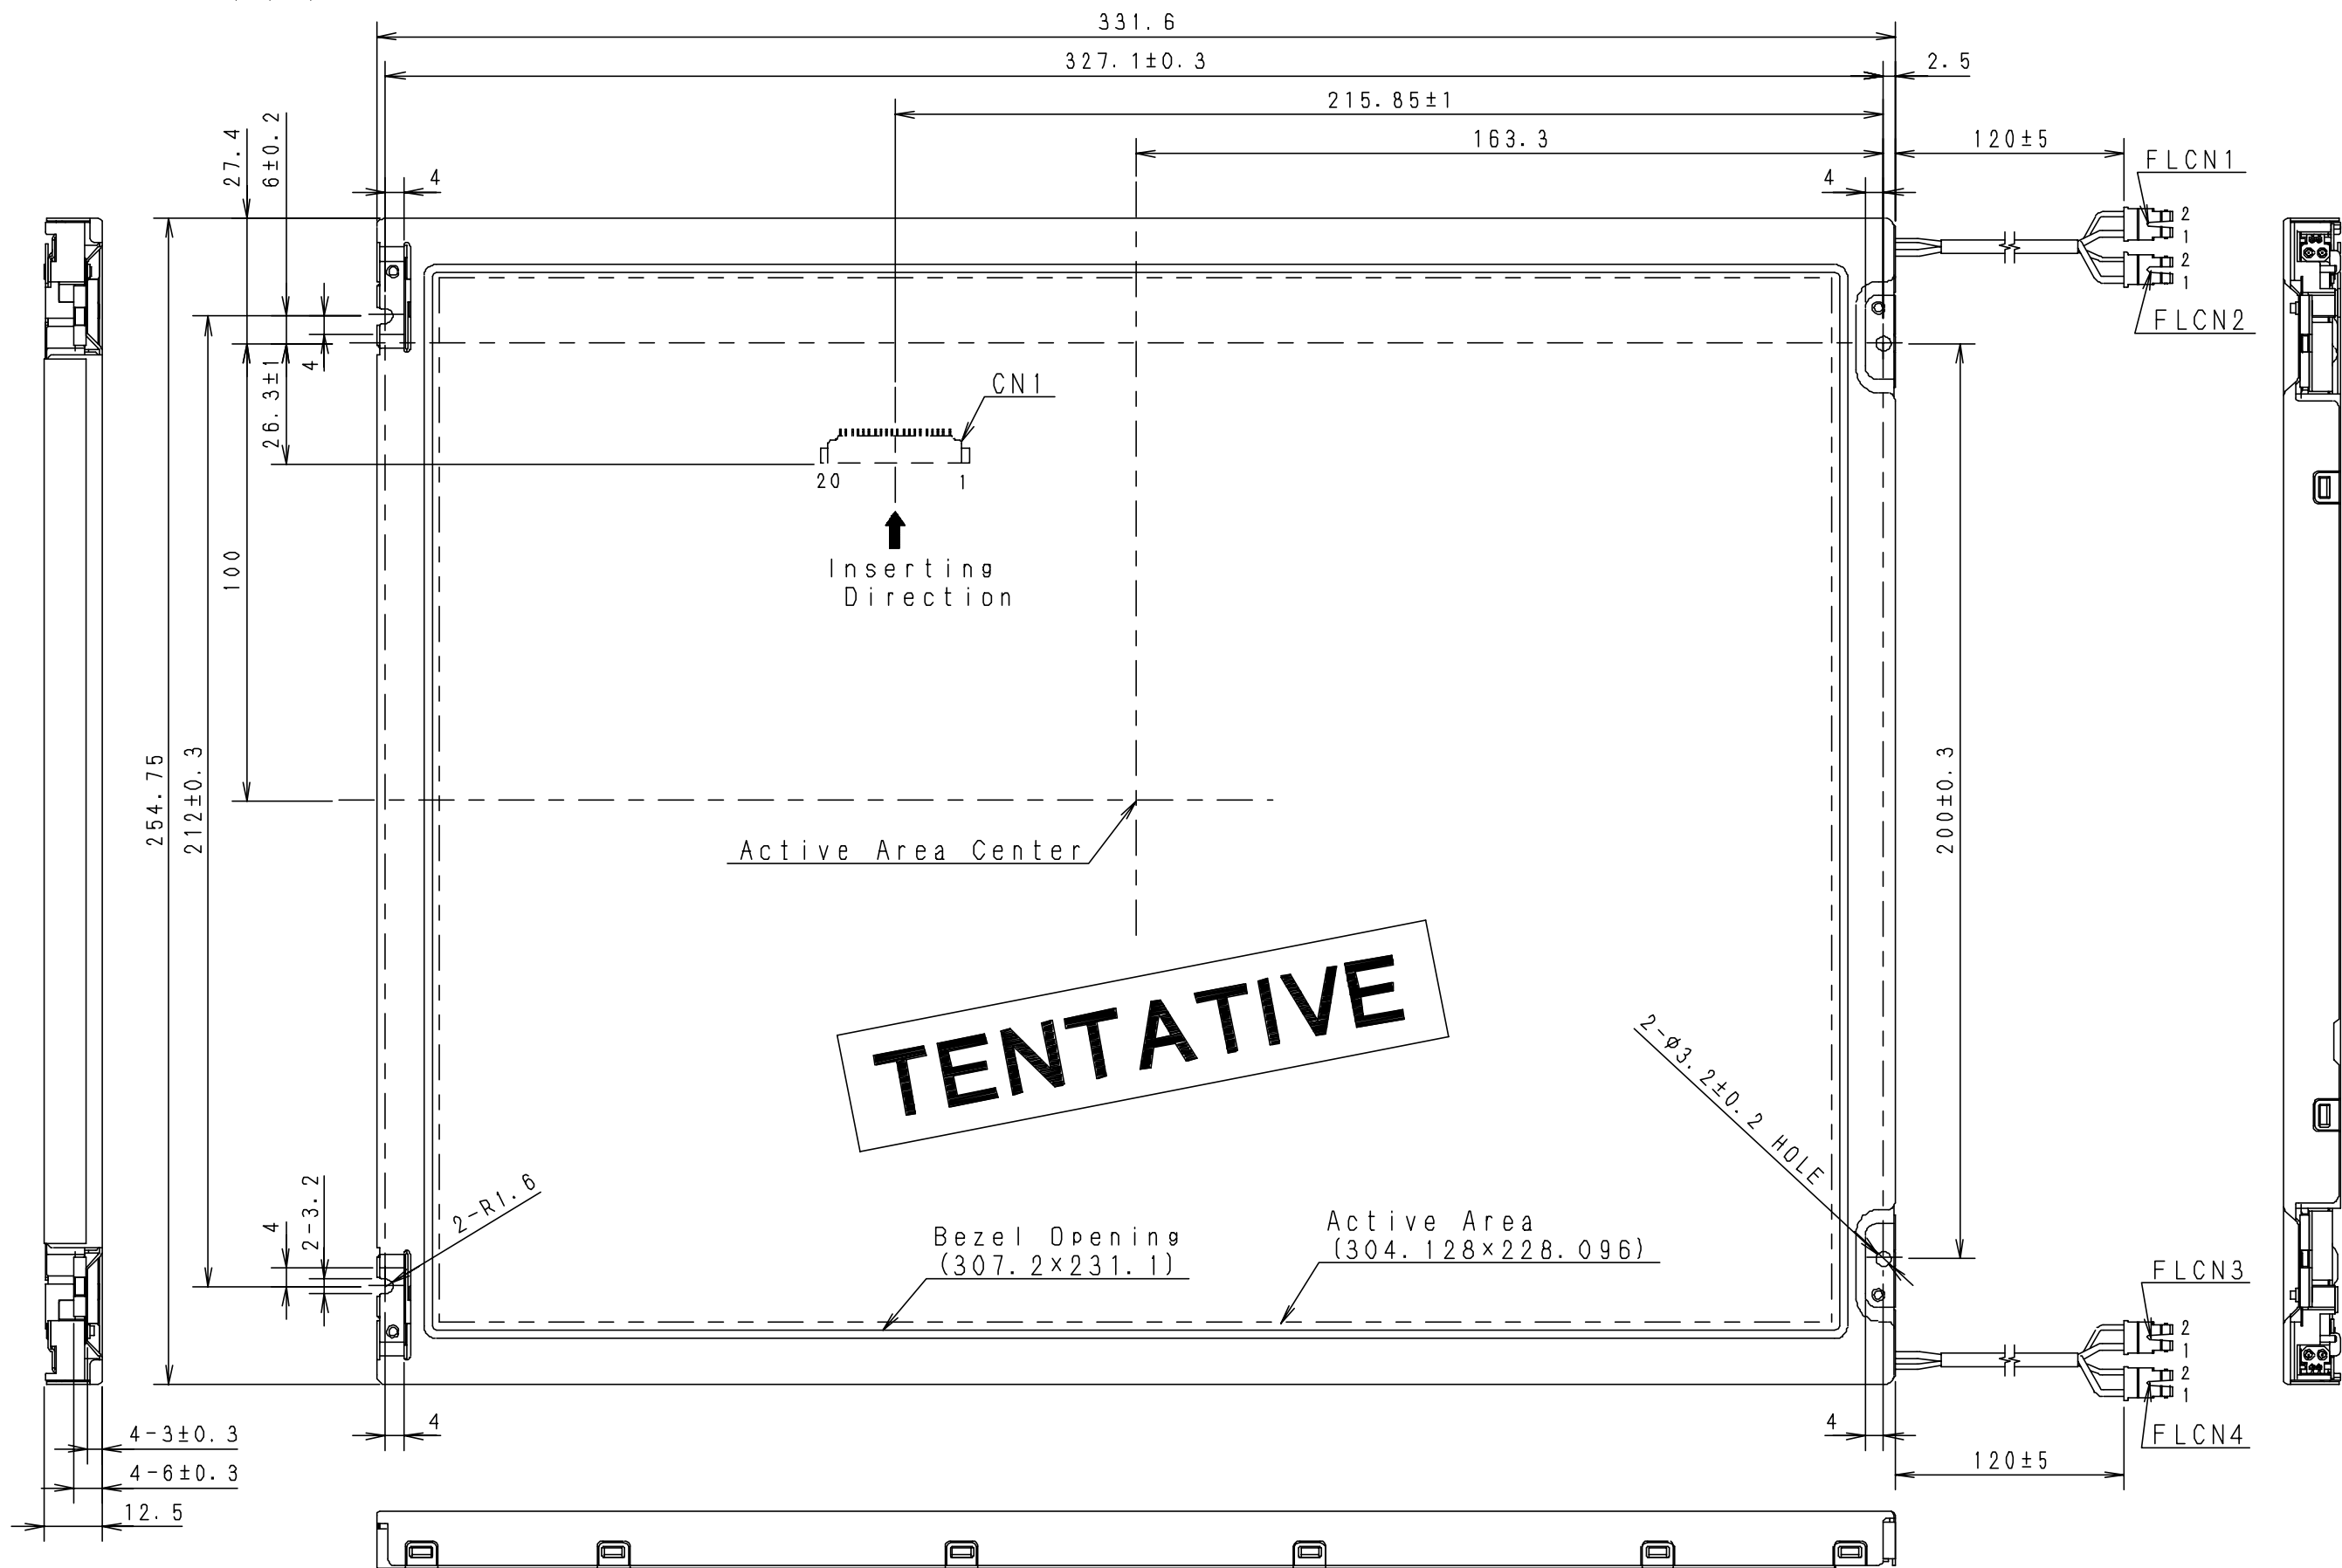 331.6
327.1±0.3
2.5
215.85±1
163.3
120±5
27.4
6±0.2
4
4
FLCN1
2
1
2
1
FLCN2
4
26.3±1
CN1
20
1
100
Inserting
Direction
254.75
212±0.3
200±0.3
Active Area Center
TENTATIVE
2-φ3.2±0.2 HOLE
4
2-3.2
2-R1.6
Bezel Opening
(307.2×231.1)
Active Area
(304.128×228.096)
FLCN3
2
1
2
1
FLCN4
4
4
120±5
4-3±0.3
4-6±0.3
12.5